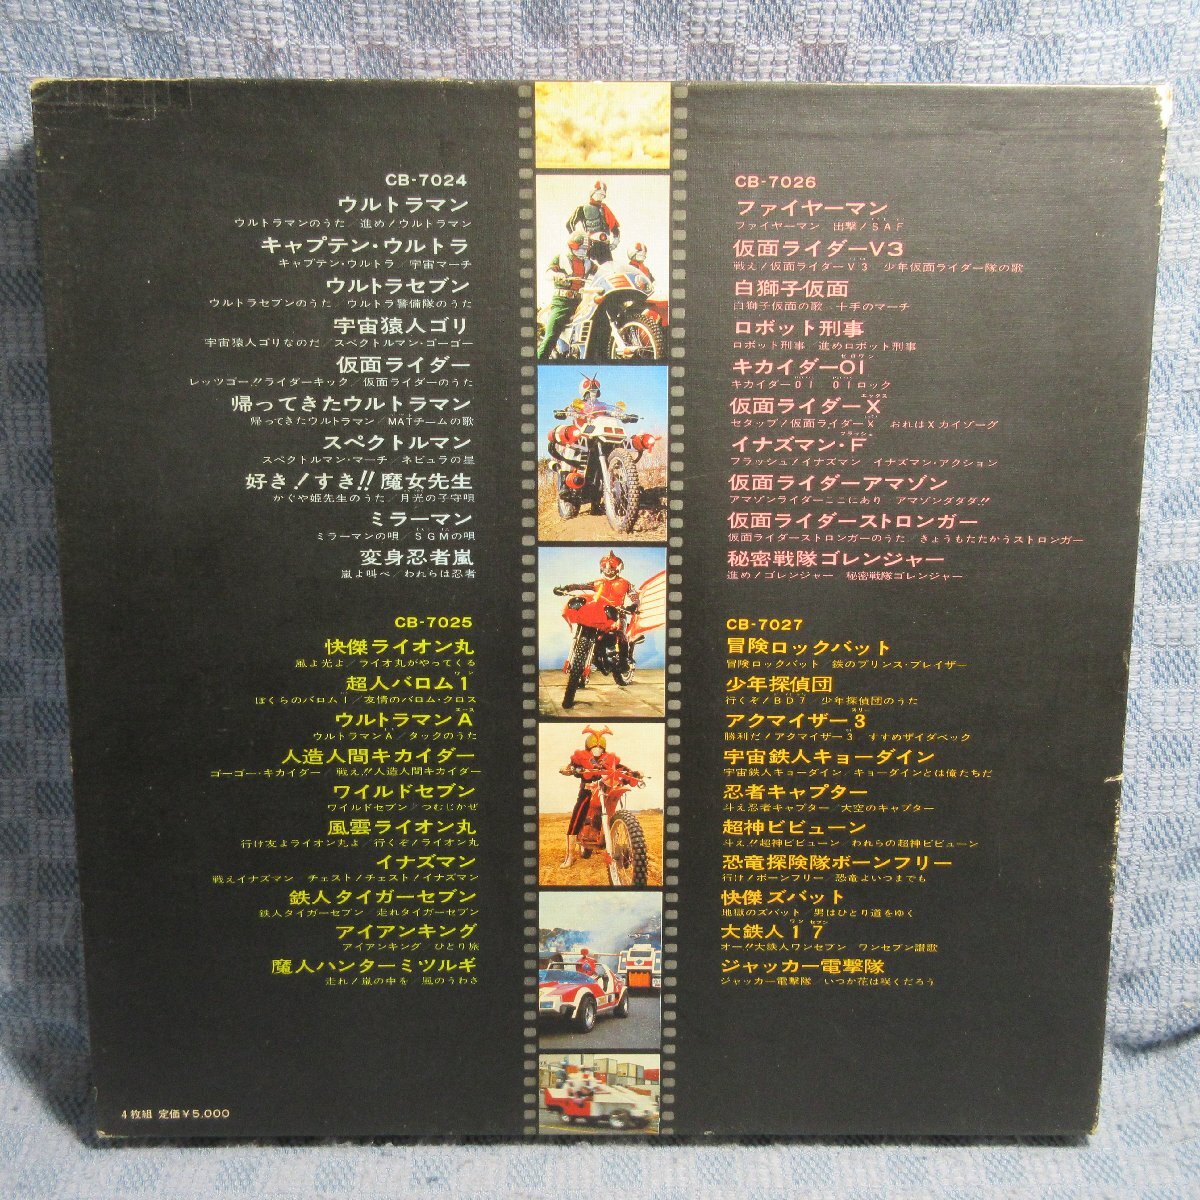 CB-7024
ウルトラマン
ウルトラマンのうた／進め！ウルトラマン
キャプテン・ウルトラ
キャプテン・ウルトラ／宇宙マーチ
ウルトラセブン
ウルトラセブンのうた／ウルトラ警備隊のうた
宇宙猿人ゴリ
宇宙猿人ゴリなのだ／スペクトルマン・ゴーゴー
仮面ライダー
レッツゴー!!ライダーキック／仮面ライダーのうた
帰ってきたウルトラマン
帰ってきたウルトラマン／MATチームの歌
スペクトルマン
スペクトルマン・マーチ／ネビュラの星
好き！すき!!魔女先生
かぐや姫先生のうた／月光の子守唄
ミラーマン
ミラーマンの唄／SGMの唄
変身忍者嵐
嵐よ叫べ／われらは忍者
CB-7025
快傑ライオン丸
嵐よ光よ／ライオン丸がやってくる
超人バロム1
ぼくらのバロム1／友情のバロム・クロス
ウルトラマンA
ウルトラマンA／タックのうた
人造人間キカイダー
ゴーゴー・キカイダー／戦え!!人造人間キカイダー
ワイルドセブン
ワイルドセブン／つむじかぜ
風雲ライオン丸
行け友よライオン丸よ／行くぞ！ライオン丸
イナズマン
戦えイナズマン　チェスト！チェスト！イナズマン
鉄人タイガーセブン
鉄人タイガーセブン／走れタイガーセブン
アイアンキング
アイアンキング／ひとり旅
魔人ハンターミツルギ
走れ！嵐の中を　風のうわさ
4枚組 定価￥5,000
CB-7026
ファイヤーマン
ファイヤーマン　出撃！SAF
仮面ライダーV3
戦え！仮面ライダーV3　少年仮面ライダー隊の歌
白獅子仮面
白獅子仮面の歌　十手のマーチ
ロボット刑事
ロボット刑事　進めロボット刑事
キカイダー01
キカイダー01　01ロック
仮面ライダーX
セタップ！仮面ライダーX　おれはXカイゾーグ
イナズマン・F
フラッシュ！イナズマン　イナズマン・アクション
仮面ライダーアマゾン
アマゾンライダーここにあり　アマゾンダダダ!!
仮面ライダーストロンガー
仮面ライダーストロンガーのうた　きょうもたたかうストロンガー
秘密戦隊ゴレンジャー
進め！ゴレンジャー　秘密戦隊ゴレンジャー
CB-7027
冒険ロックバット
冒険ロックバット　鉄のプリンス・ブレイザー
少年探偵団
行くぞ！BD7　少年探偵団のうた
アクマイザー3
勝利だ！アクマイザー3　すすめザイダベック
宇宙鉄人キョーダイン
宇宙鉄人キョーダイン／キョーダインとは俺たちだ
忍者キャプター
斗え忍者キャプター／大空のキャプター
超神ビビューン
斗え!!超神ビビューン　われらの超神ビビューン
恐竜探険隊ボーンフリー
行け！ボーンフリー／恐竜よいつまでも
快傑ズバット
地獄のズバット／男はひとり道をゆく
大鉄人17
オー!!大鉄人ワンセブン　ワンセブン讃歌
ジャッカー電撃隊
ジャッカー電撃隊　いつか花は咲くだろう